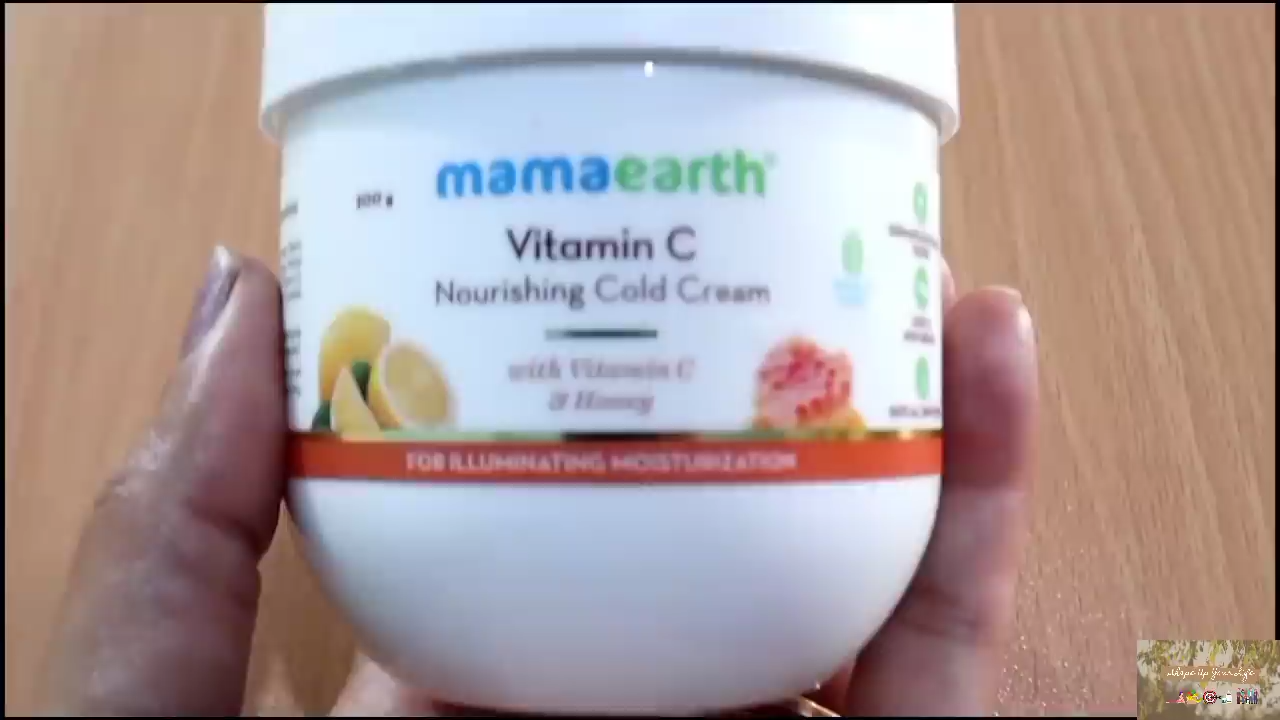 mamaearth
Vitamin C
Nourishing Cold Cream
with Vitamin C
& Honey
FOR ILLUMINATING MOISTURIZATION